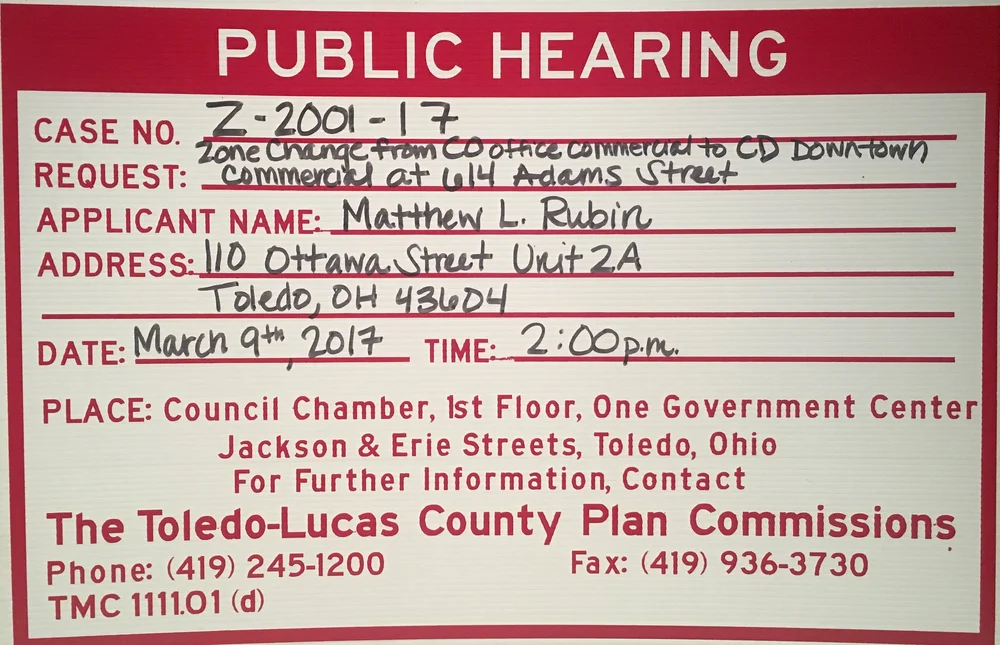 PUBLIC HEARING
CASE NO. Z-2001-17
REQUEST: Zone Change from CO office commercial to CD Downtown
commercial at 614 Adams Street
APPLICANT NAME: Matthew L. Rubin
ADDRESS: 110 Ottawa Street Unit 2A
Toledo, OH 43604
DATE: March 9th, 2017 TIME: 2:00 p.m.
PLACE: Council Chamber, 1st Floor, One Government Center
Jackson & Erie Streets, Toledo, Ohio
For Further Information, Contact
The Toledo-Lucas County Plan Commissions
Phone: (419) 245-1200 Fax: (419) 936-3730
TMC 1111.01 (d)